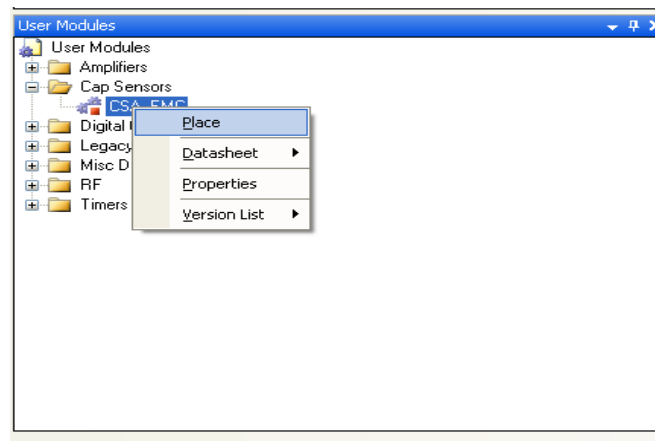 User Modules
User Modules
Amplifiers
Cap Sensors
CSA_EMC
Place
Digital
Datasheet
Legacy
Misc D
Properties
RF
Timers
Version List